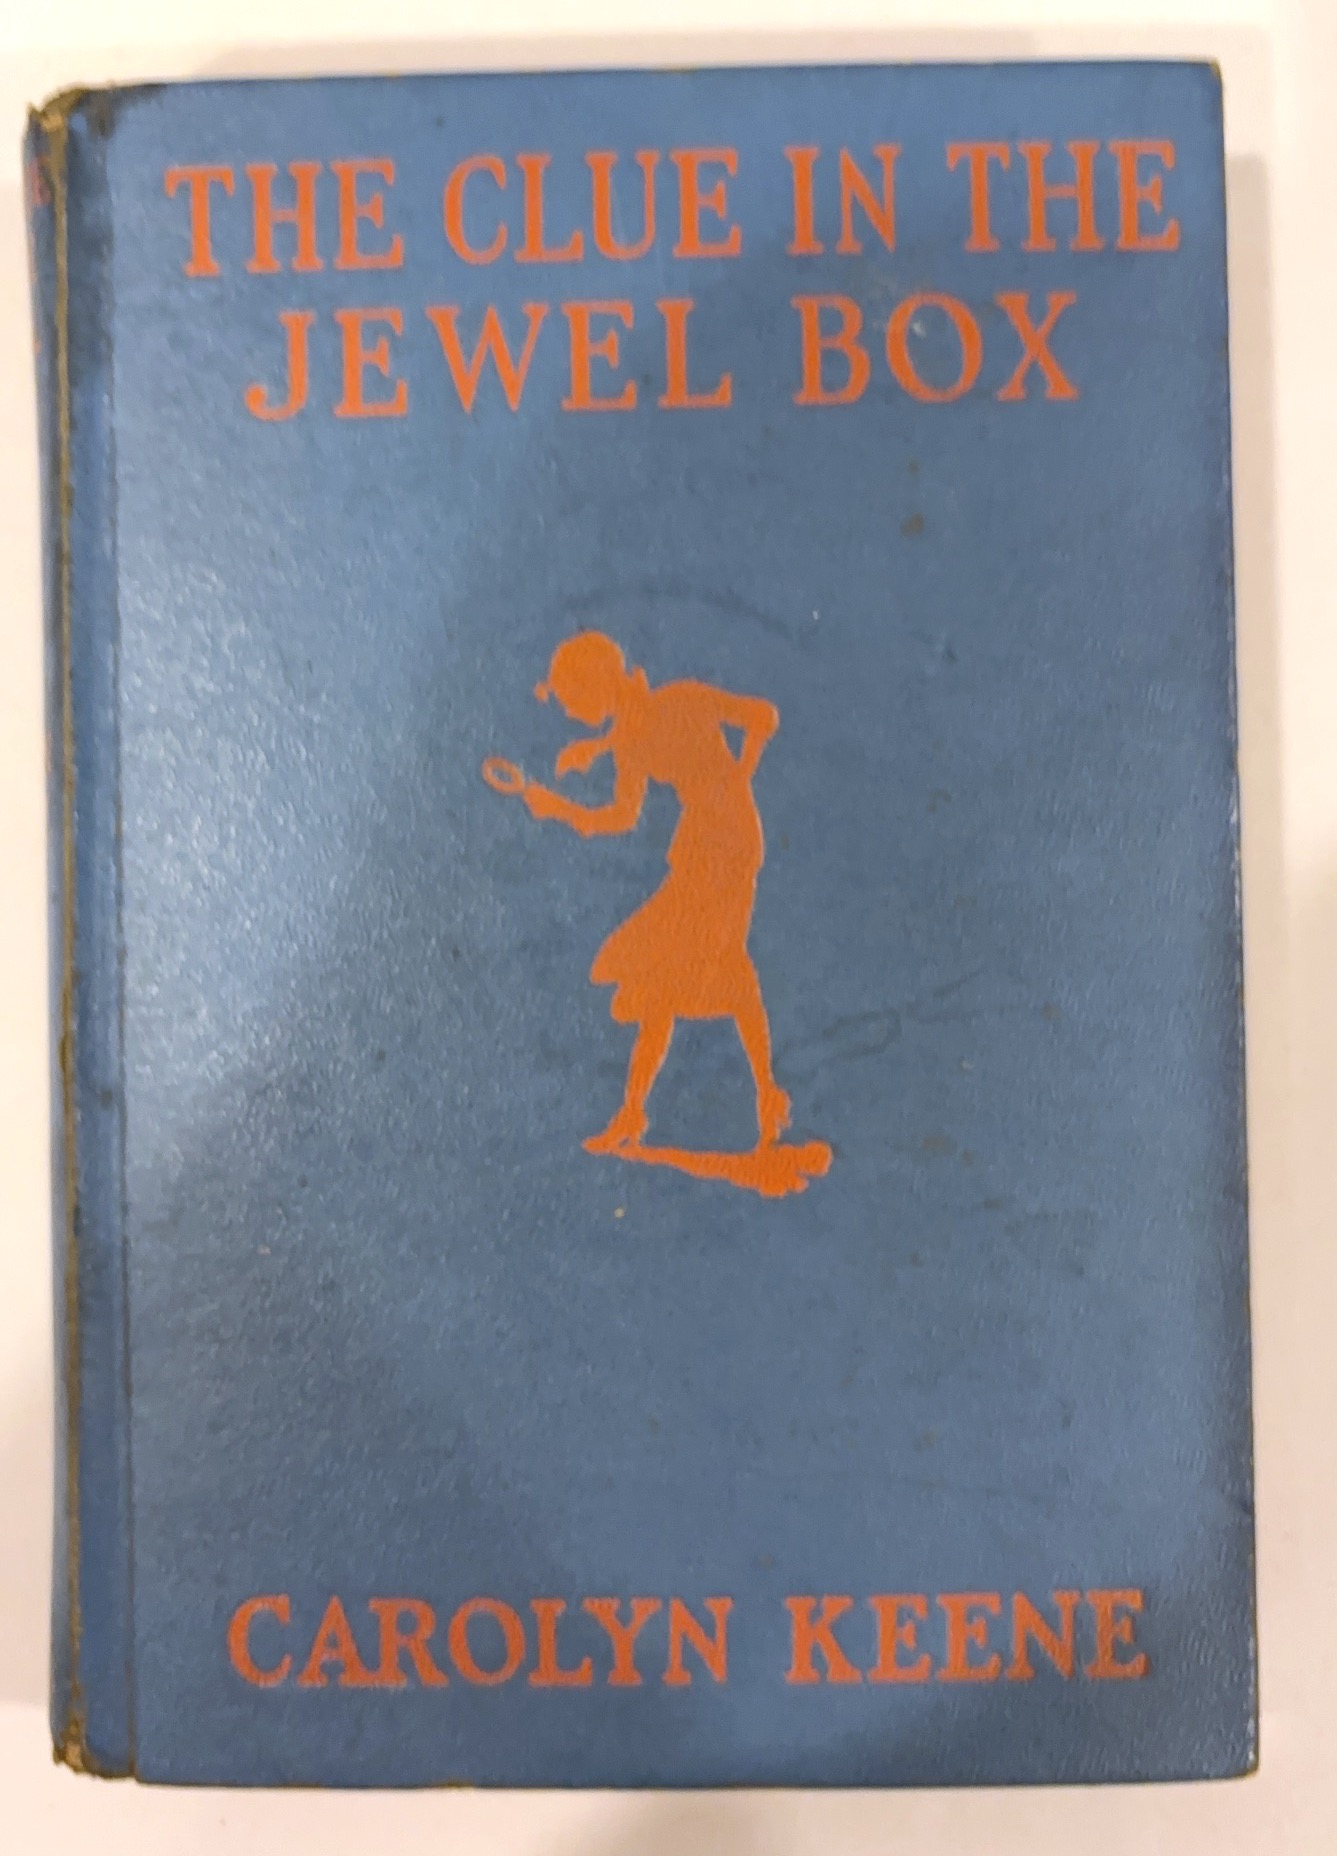 THE CLUE IN THE
JEWEL BOX
CAROLYN KEENE